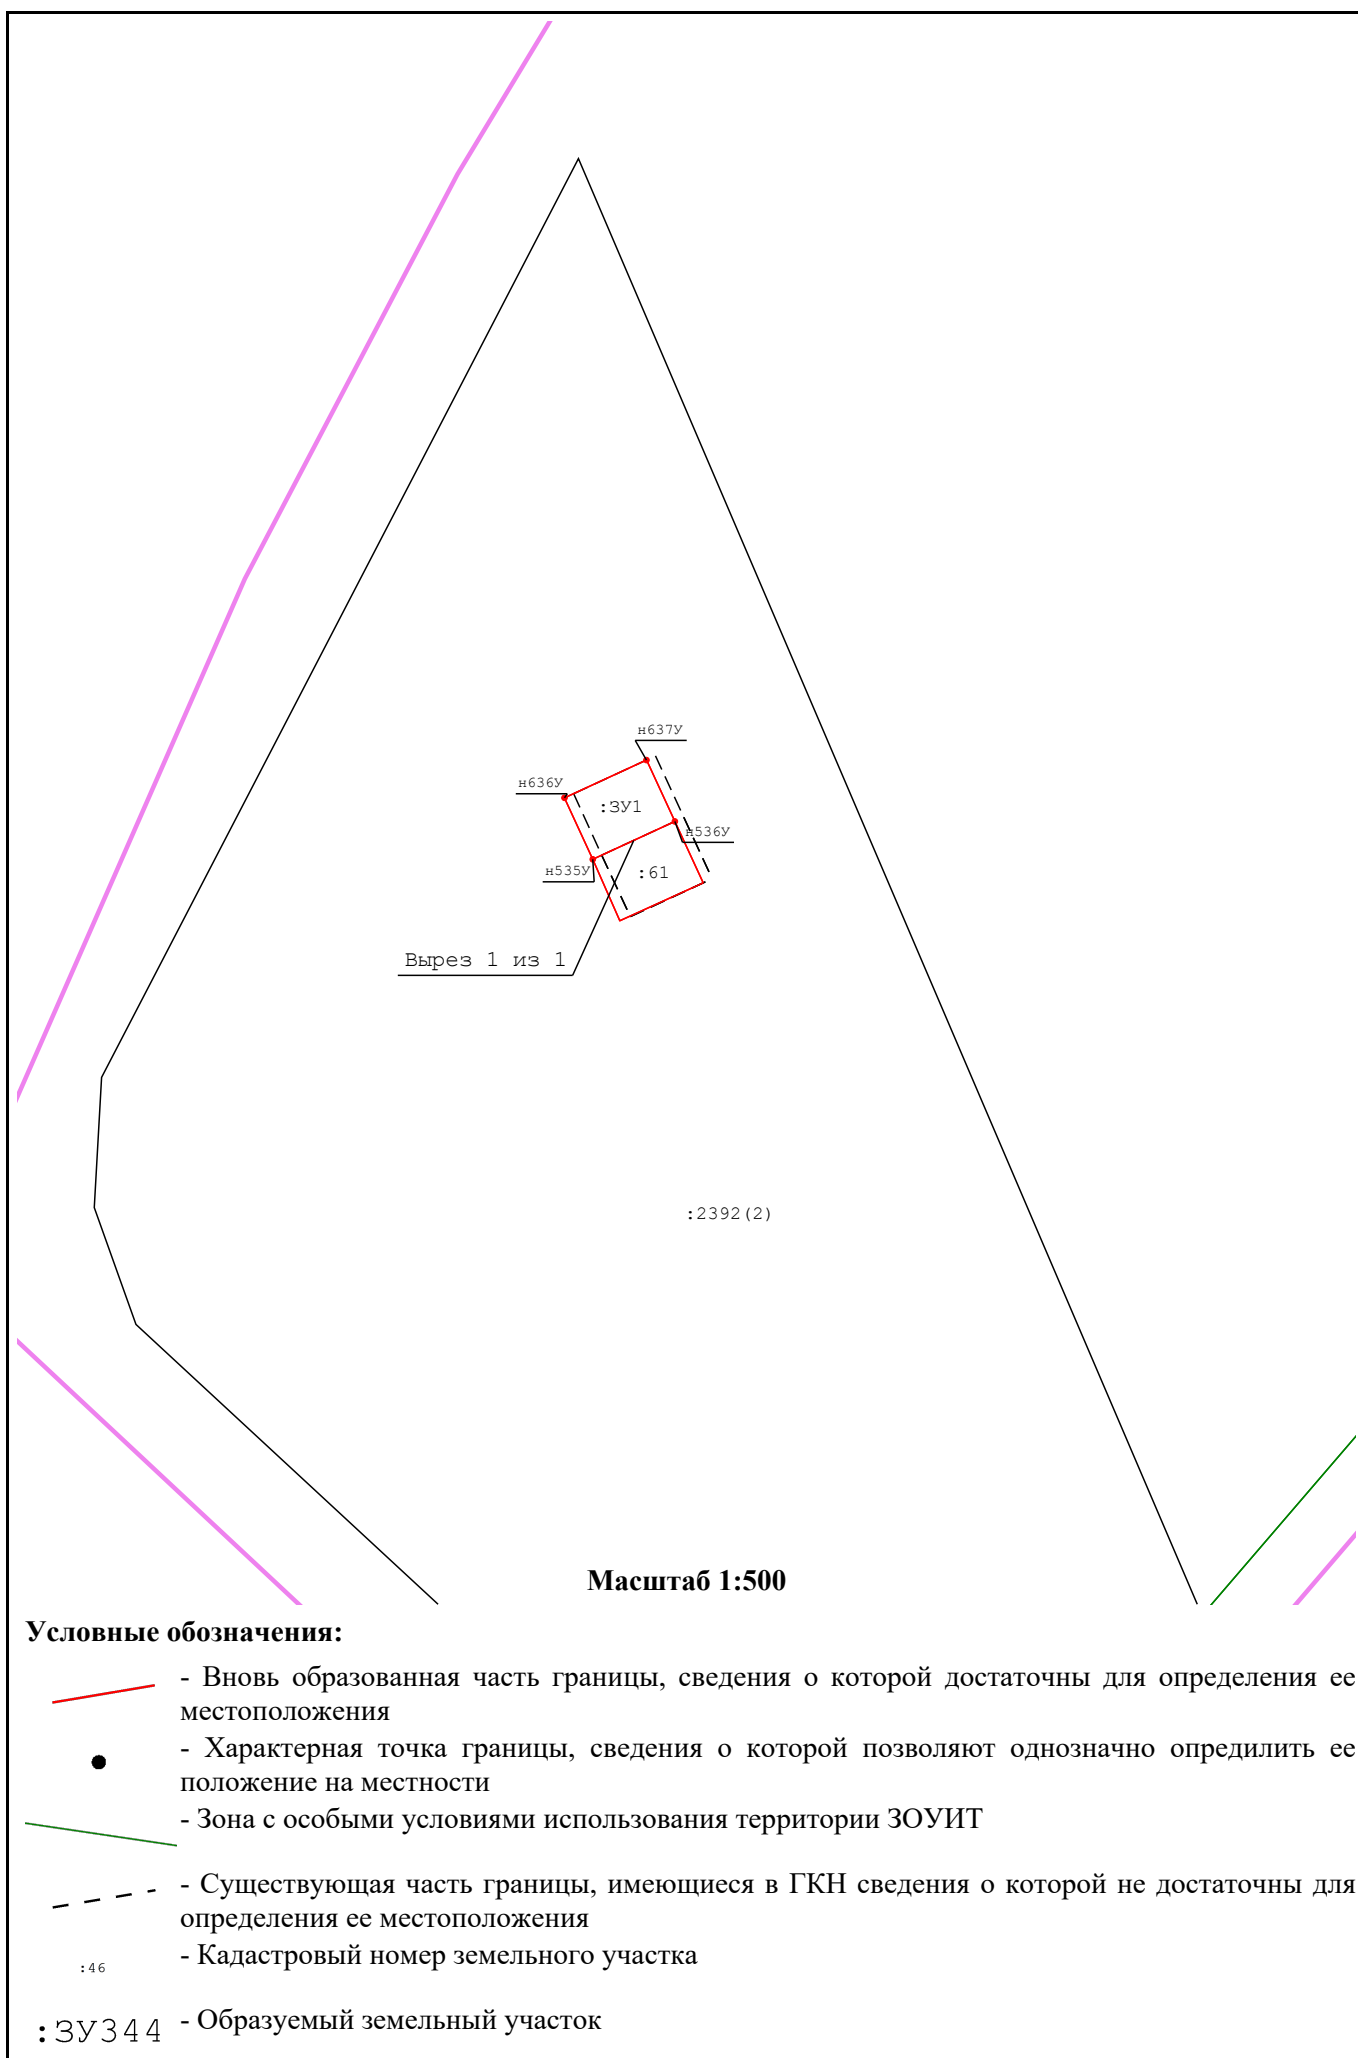 н637У
н636У
:ЗУ1
н536У
н535У
:61
Вырез 1 из 1
:2392(2)
Масштаб 1:500
Условные обозначения:
- Вновь образованная часть границы, сведения о которой достаточны для определения ее
местоположения
- Характерная точка границы, сведения о которой позволяют однозначно опредилить ее
положение на местности
- Зона с особыми условиями использования территории ЗОУИТ
- Существующая часть границы, имеющиеся в ГКН сведения о которой не достаточны для
определения ее местоположения
:46 - Кадастровый номер земельного участка
:ЗУ344 - Образуемый земельный участок